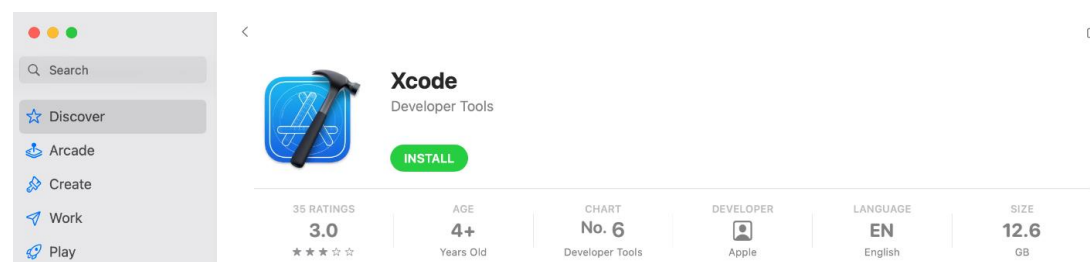 Search
Discover
Arcade
Create
Work
Play
Xcode
Developer Tools
INSTALL
35 RATINGS
3.0
AGE
4+
Years Old
CHART
No. 6
Developer Tools
DEVELOPER
Apple
LANGUAGE
EN
English
SIZE
12.6
GB